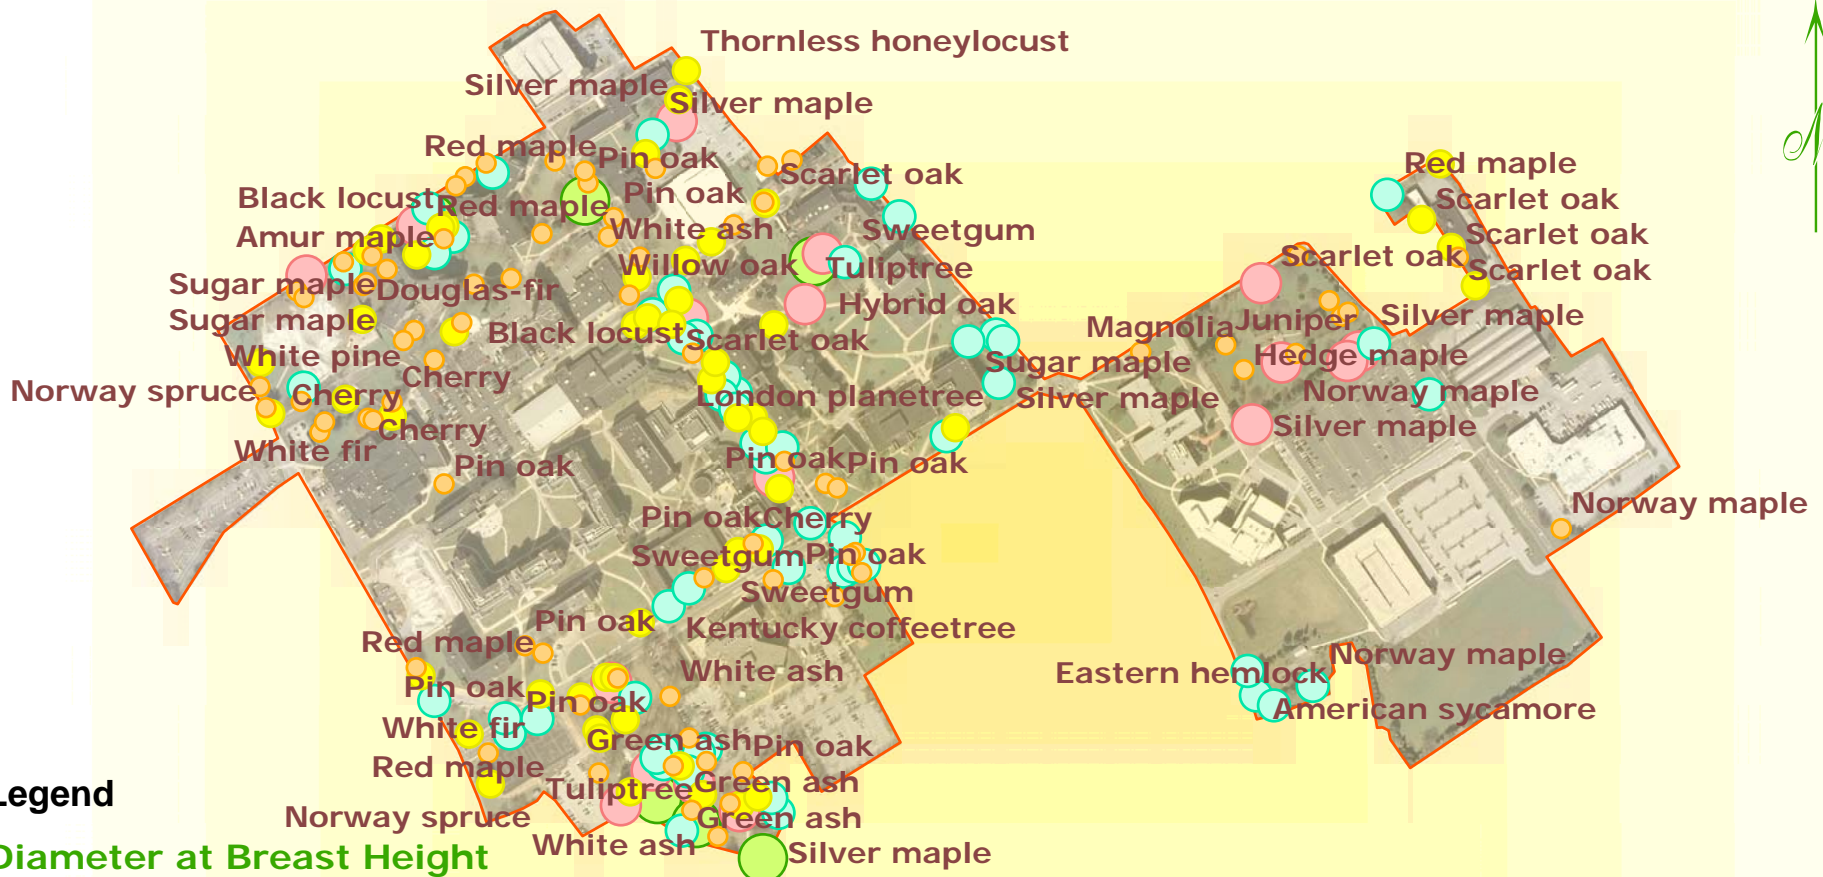 Thornless honeylocust
Silver maple
Silver maple
Red maple
Pin oak
Red maple
Scarlet oak
Black locust
Pin oak
Scarlet oak
Red maple
White ash
Sweetgum
Scarlet oak
Amur maple
Scarlet oak
Willow oak
Tuliptree
Scarlet oak
Sugar maple
Douglas-fir
Hybrid oak
Silver maple
Sugar maple
Black locust
Scarlet oak
Magnolia
Juniper
White pine
Sugar maple
Hedge maple
Norway spruce
Cherry
Cherry
London planetree
Silver maple
Norway maple
Cherry
Silver maple
White fir
Pin oak
Pin oak
Pin oak
Norway maple
Pin oak
Cherry
Sweetgum
Pin oak
Sweetgum
Pin oak
Kentucky coffeetree
Red maple
White ash
Eastern hemlock
Norway maple
Pin oak
Pin oak
American sycamore
White fir
Green ash
Pin oak
Red maple
Tuliptree
Green ash
Legend
Norway spruce
Green ash
White ash
Silver maple
Diameter at Breast Height